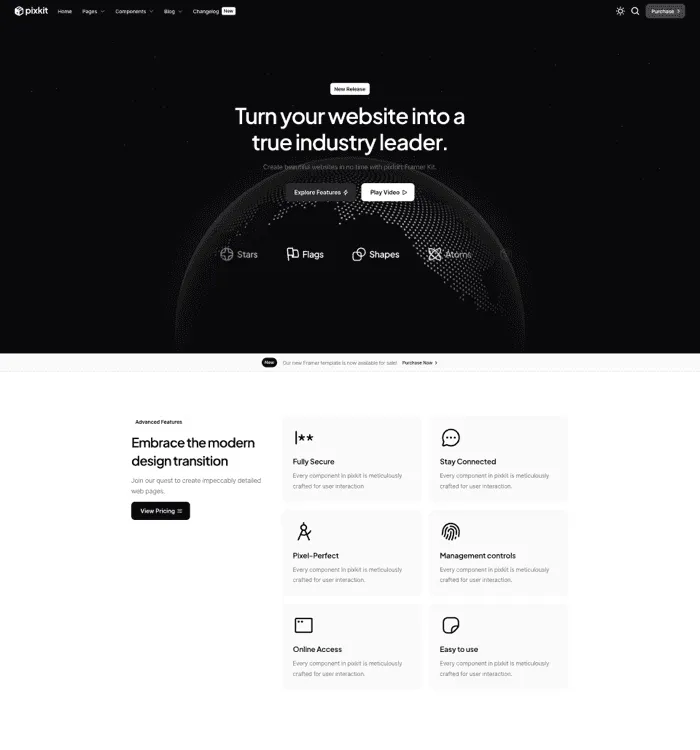 pixkit Home Pages Components Blog Changelog New Purchase
New Release
Turn your website into a
true industry leader.
Create beautiful websites in no time with pixkit Framer Kit.
Explore Features Play Video
Stars Flags Shapes Atoms
New Our new Framer template is now available for sale! Purchase Now
Advanced Features
Embrace the modern
design transition
Join our quest to create impeccably detailed
web pages.
View Pricing
Fully Secure
Every component in pixkit is meticulously
crafted for user interaction
Stay Connected
Every component in pixkit is meticulously
crafted for user interaction.
Pixel-Perfect
Every component in pixkit is meticulously
crafted for user interaction.
Management controls
Every component in pixkit is meticulously
crafted for user interaction.
Online Access
Every component in pixkit is meticulously
crafted for user interaction.
Easy to use
Every component in pixkit is meticulously
crafted for user interaction.